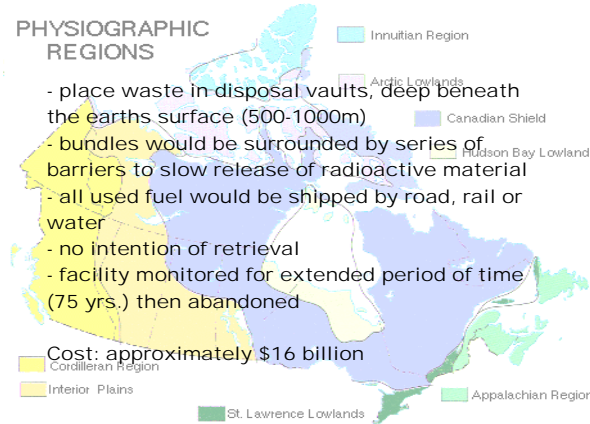 PHYSIOGRAPHIC
REGIONS
Innuitian Region
Arctic Lowlands
- place waste in disposal vaults, deep beneath
the earths surface (500-1000m)
Canadian Shield
- bundles would be surrounded by series of
Hudson Bay Lowland
barriers to slow release of radioactive material
- all used fuel would be shipped by road, rail or
water
- no intention of retrieval
- facility monitored for extended period of time
(75 yrs.) then abandoned
Cost: approximately $16 billion
Cordilleran Region
Interior Plains
Appalachian Region
St. Lawrence Lowlands